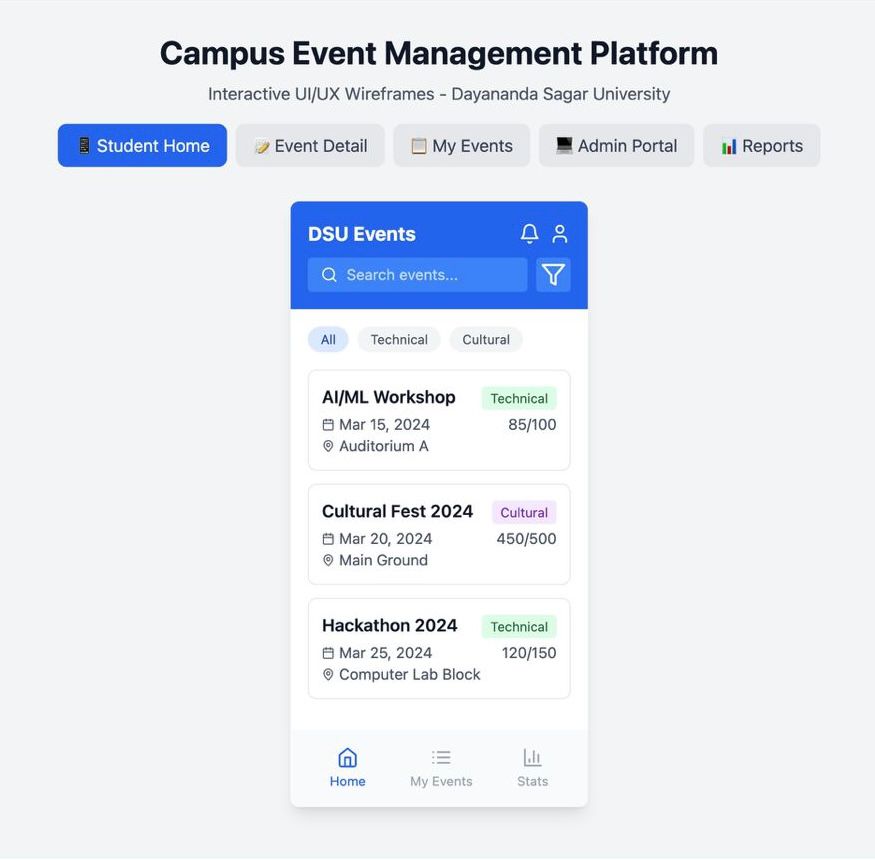 Campus Event Management Platform
Interactive UI/UX Wireframes - Dayananda Sagar University
Student Home Event Detail My Events Admin Portal Reports
DSU Events
Search events...
All Technical Cultural
AI/ML Workshop Technical
Mar 15, 2024 85/100
Auditorium A
Cultural Fest 2024 Cultural
Mar 20, 2024 450/500
Main Ground
Hackathon 2024 Technical
Mar 25, 2024 120/150
Computer Lab Block
Home My Events Stats